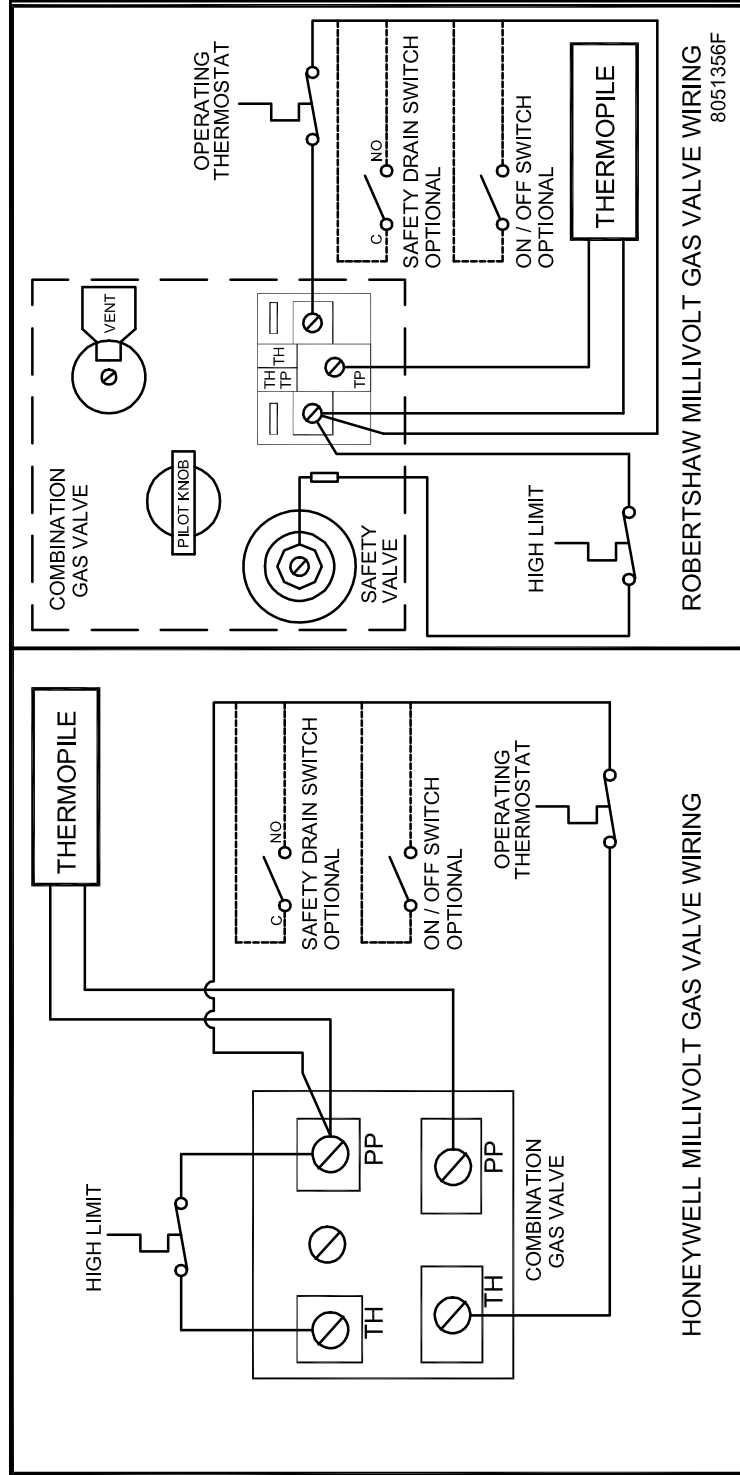 THERMOPILE
HIGH LIMIT
TH
PP
TH
PP
COMBINATION
GAS VALVE
C
NO
SAFETY DRAIN SWITCH
OPTIONAL
ON / OFF SWITCH
OPTIONAL
OPERATING
THERMOSTAT
HONEYWELL MILLIVOLT GAS VALVE WIRING
COMBINATION
GAS VALVE
PILOT KNOB
VENT
SAFETY
VALVE
TH
TP
TH
TP
OPERATING
THERMOSTAT
C
NO
SAFETY DRAIN SWITCH
OPTIONAL
ON / OFF SWITCH
OPTIONAL
THERMOPILE
HIGH LIMIT
ROBERTSHAW MILLIVOLT GAS VALVE WIRING
8051356F